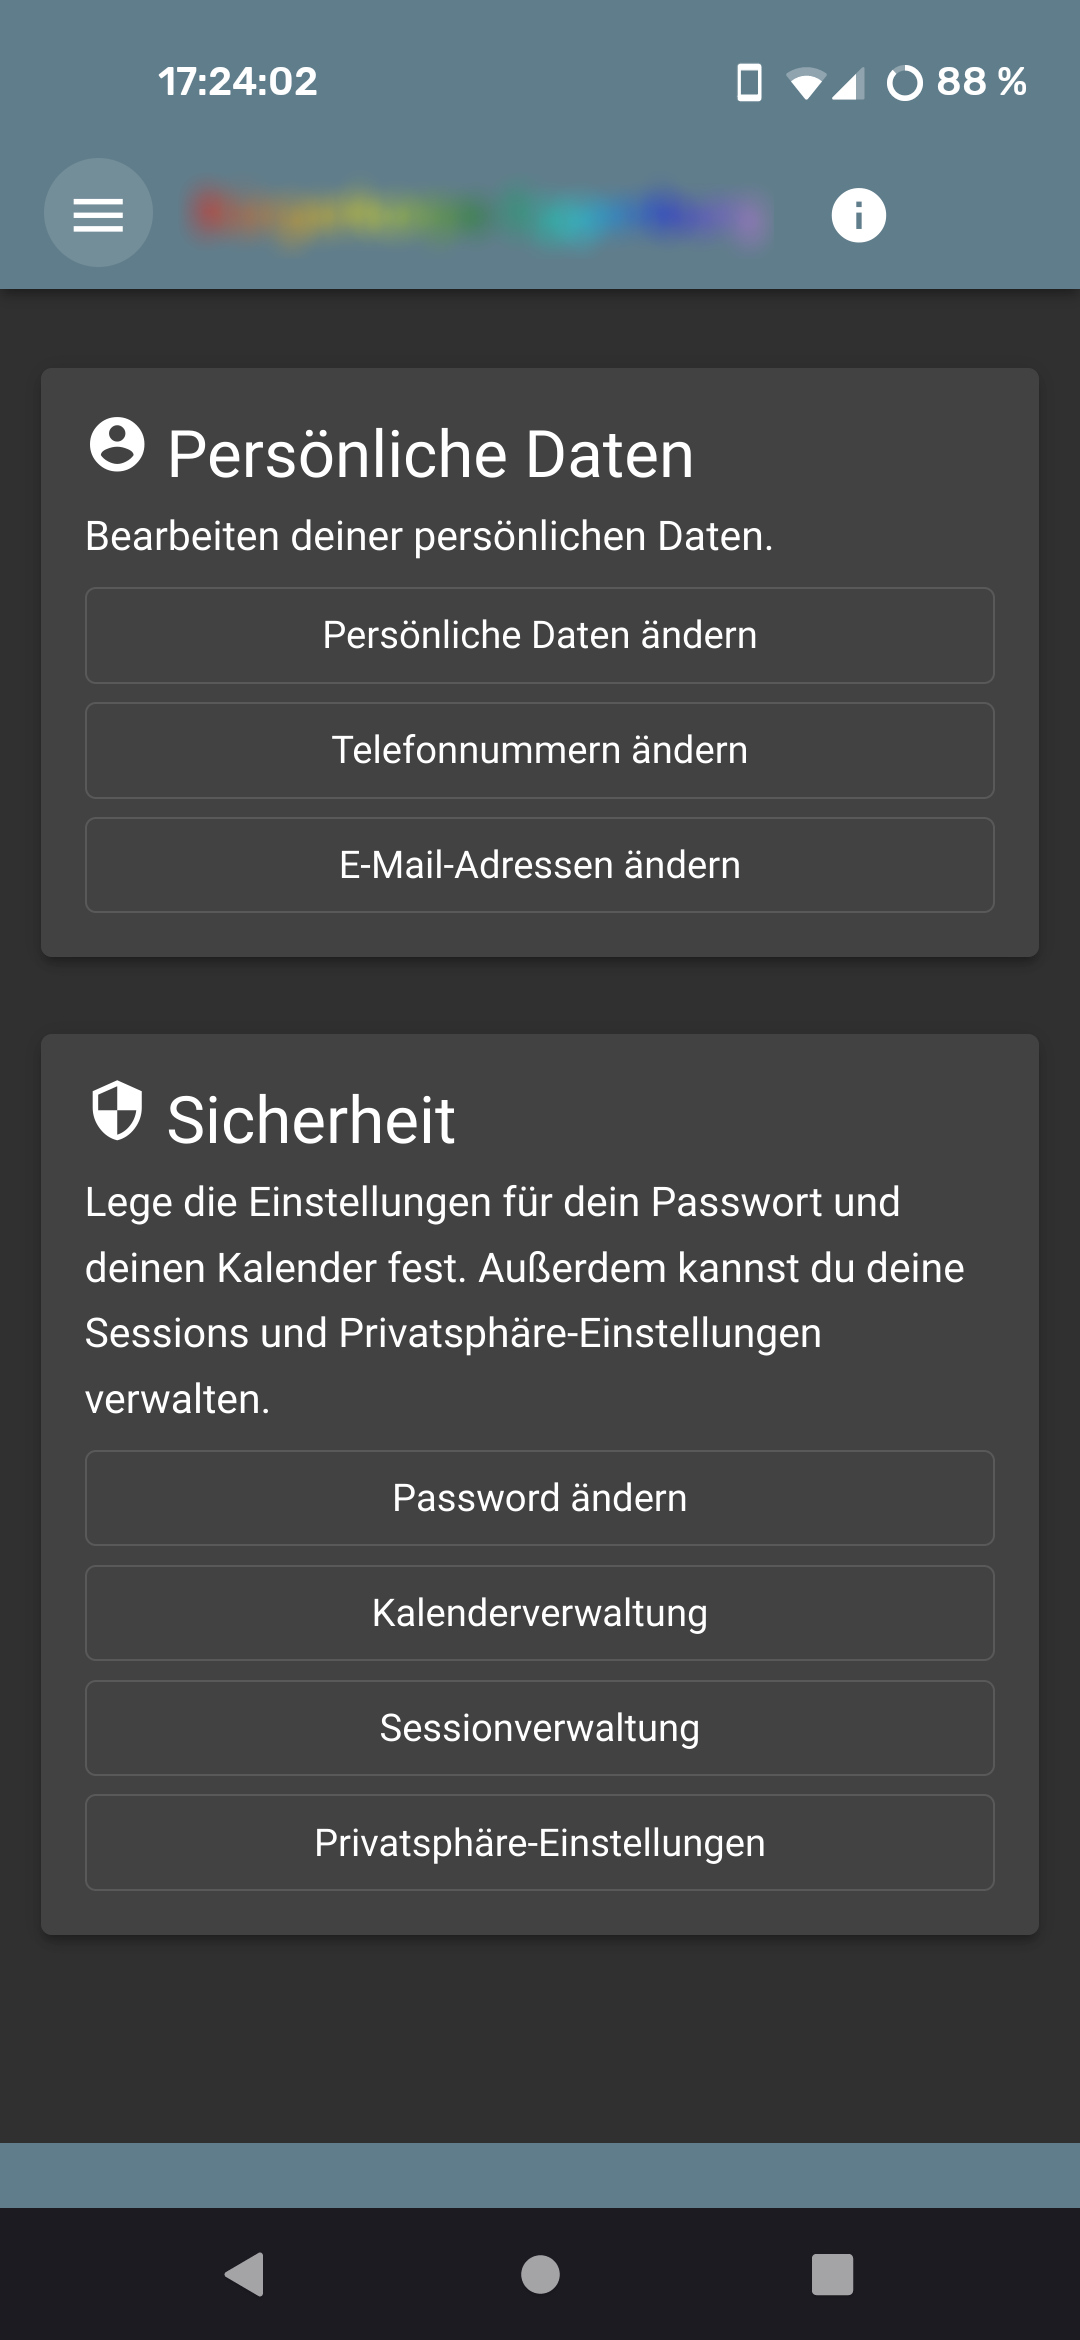 17:24:02
88 %
Persönliche Daten
Bearbeiten deiner persönlichen Daten.
Persönliche Daten ändern
Telefonnummern ändern
E-Mail-Adressen ändern
Sicherheit
Lege die Einstellungen für dein Passwort und
deinen Kalender fest. Außerdem kannst du deine
Sessions und Privatsphäre-Einstellungen
verwalten.
Password ändern
Kalenderverwaltung
Sessionverwaltung
Privatsphäre-Einstellungen